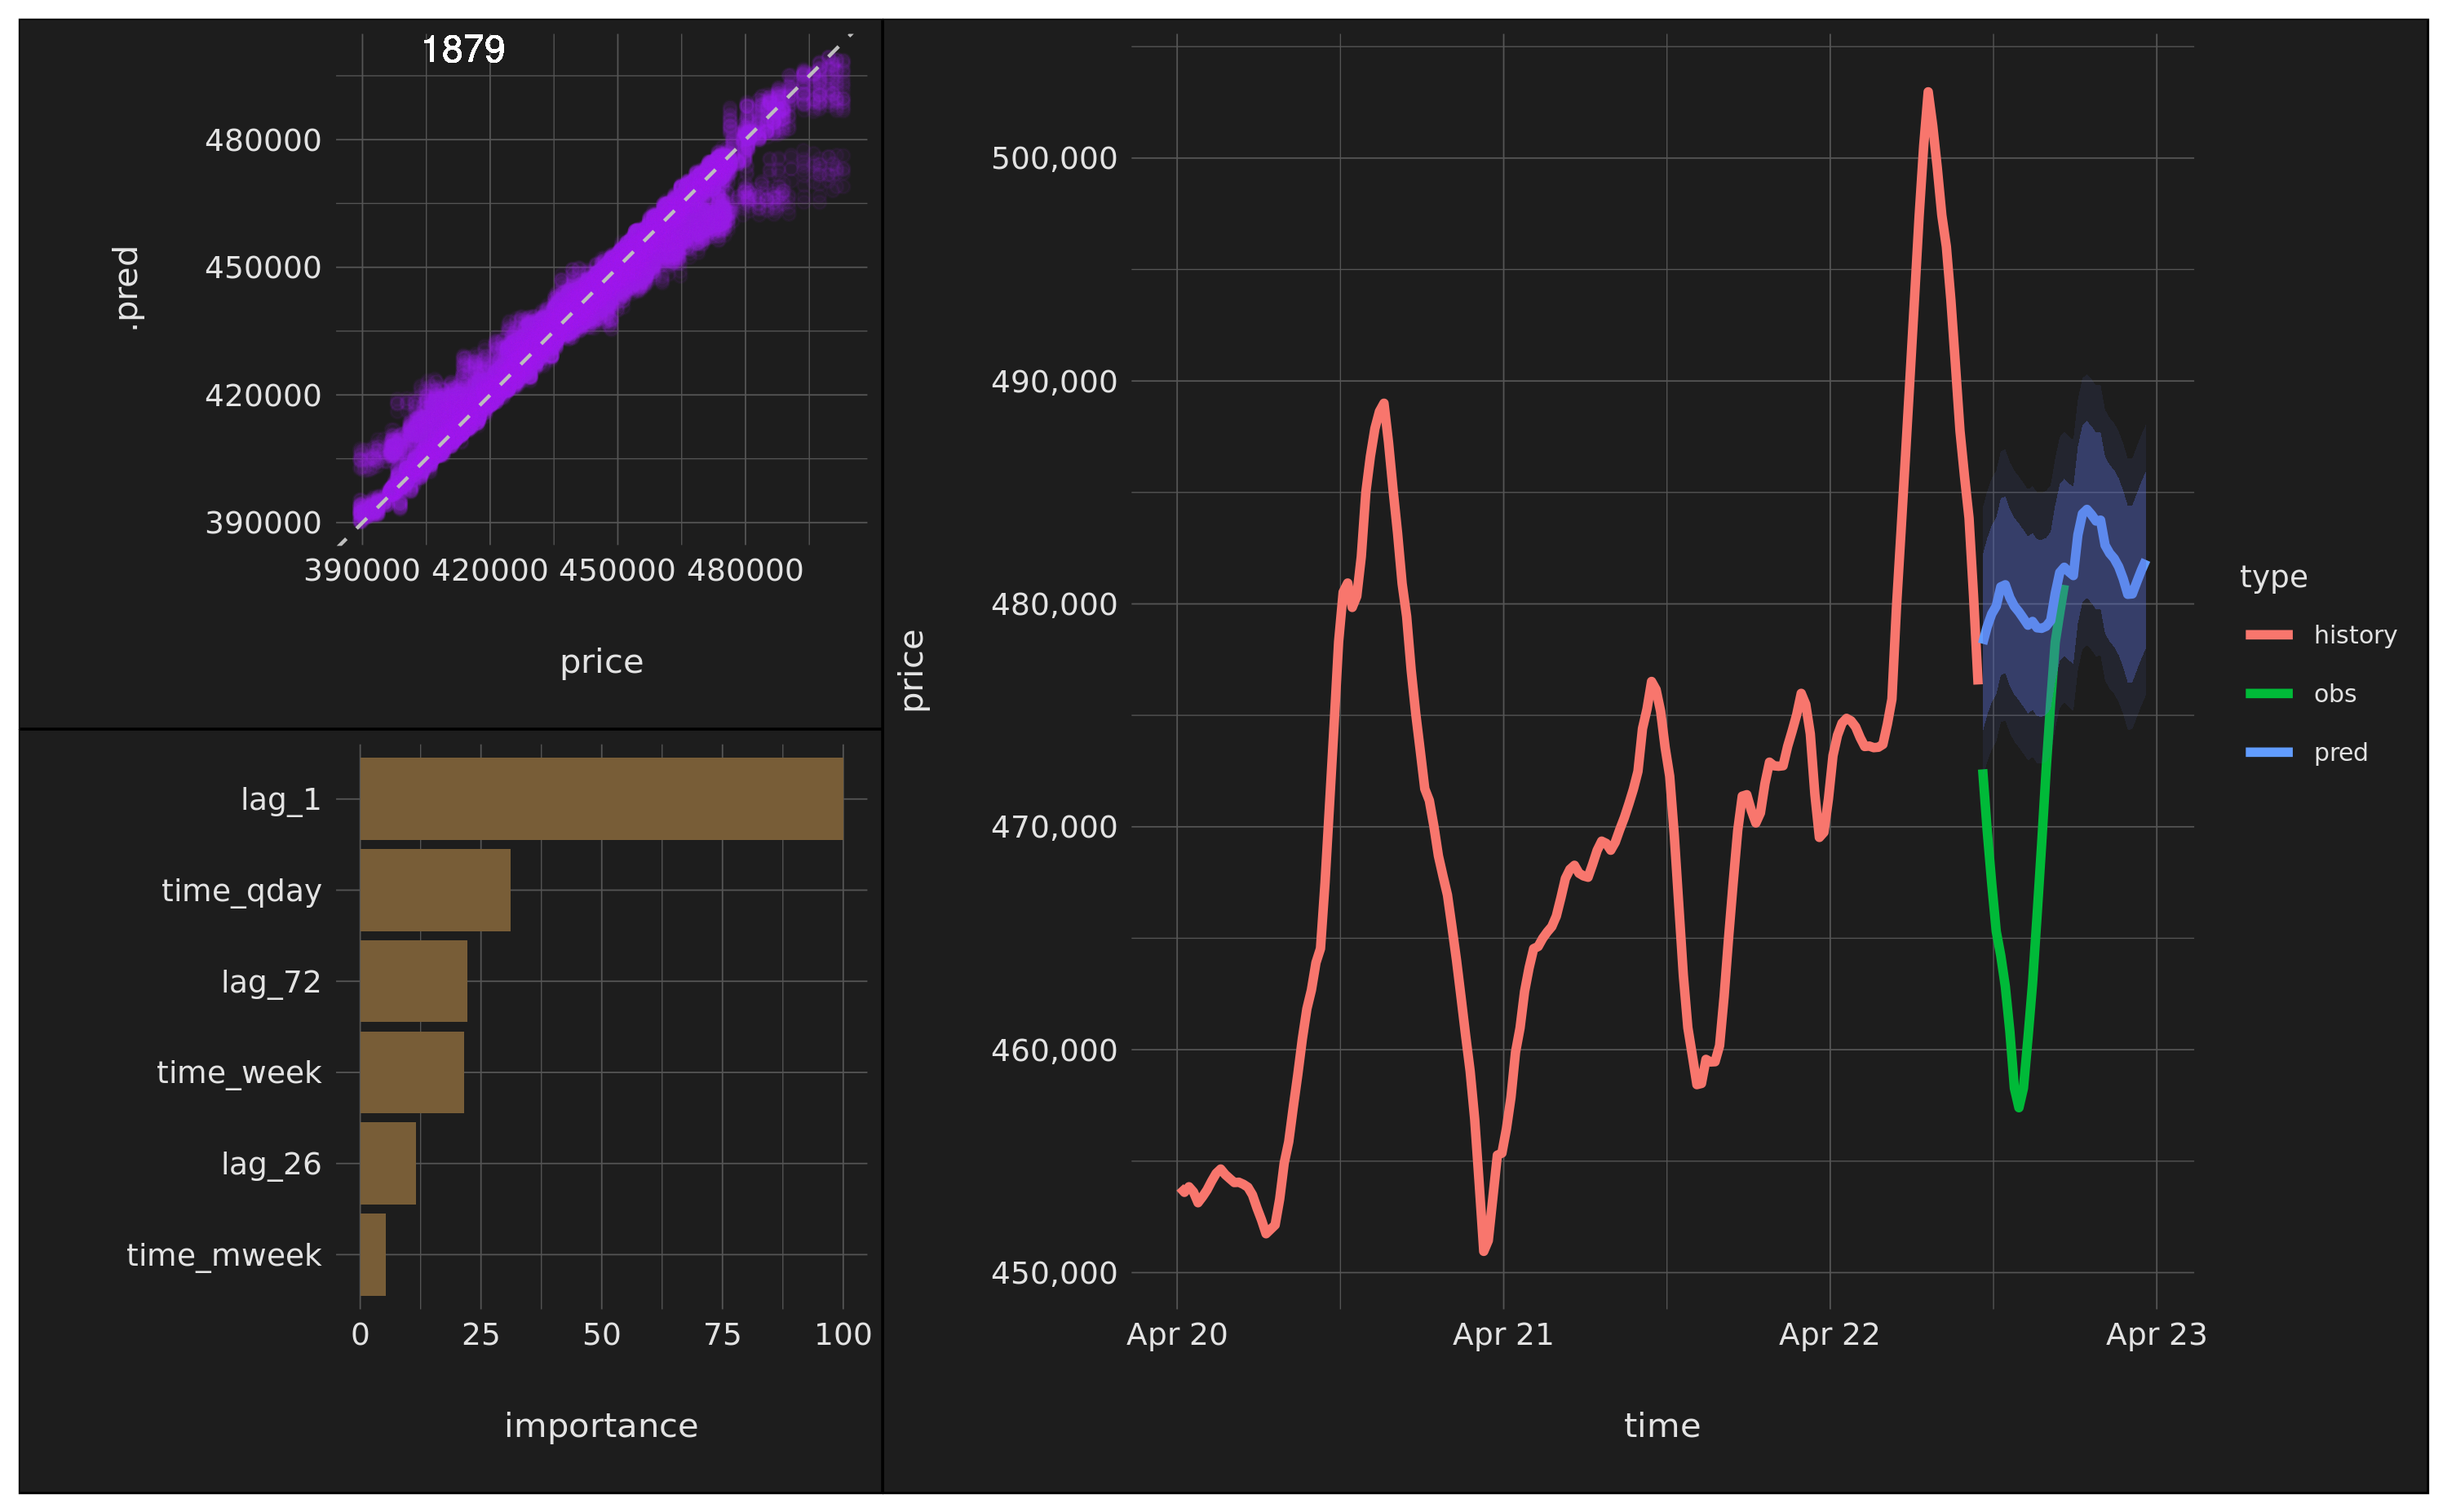 1879
.pred
480000
450000
420000
390000
390000 420000 450000 480000
price
lag_1
time_qday
lag_72
time_week
lag_26
time_mweek
0 25 50 75 100
importance
price
500,000
490,000
480,000
470,000
460,000
450,000
Apr 20 Apr 21 Apr 22 Apr 23
time
type
history
obs
pred